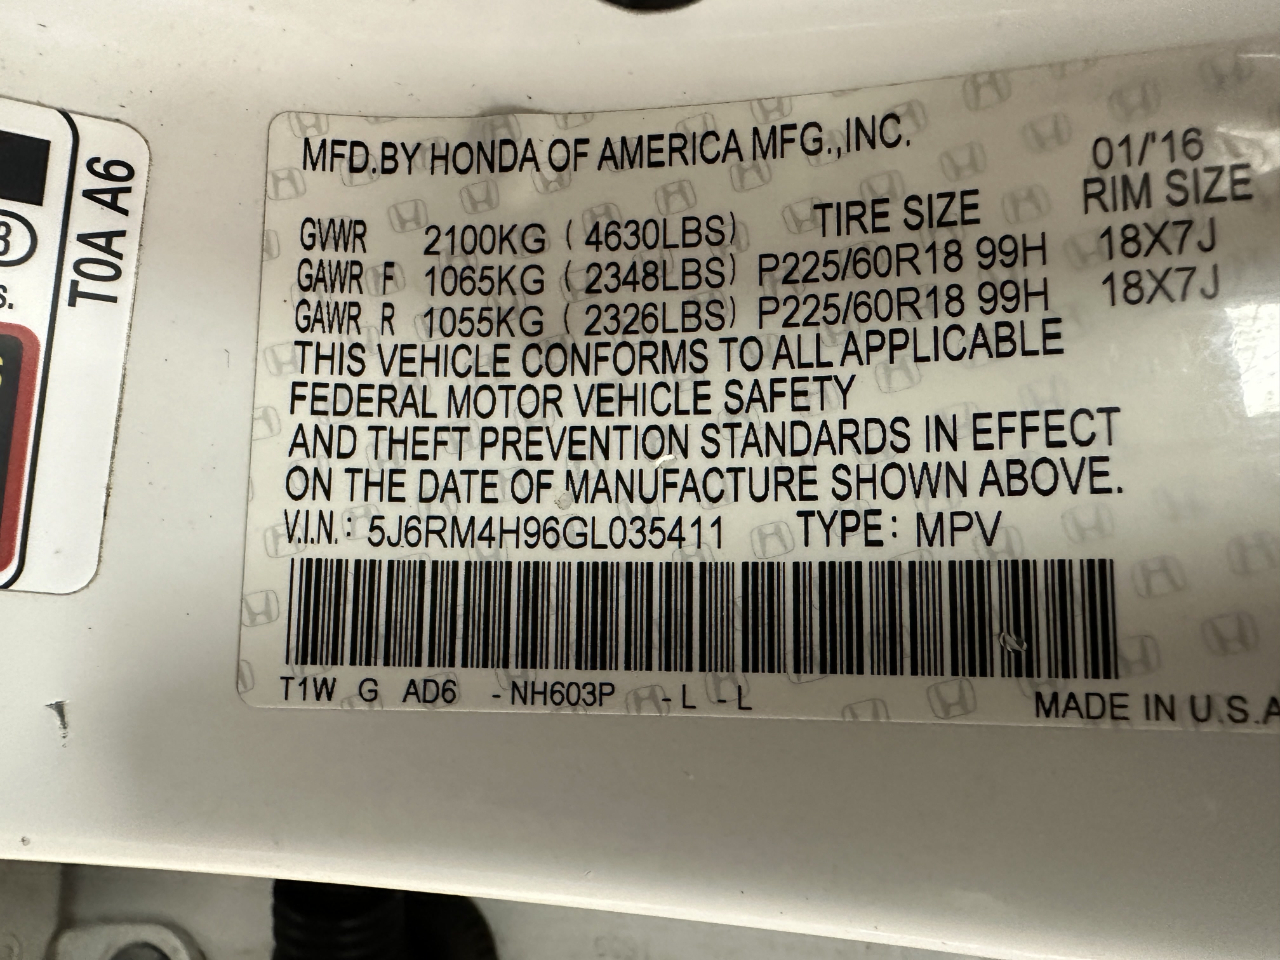 T0A A6
MFD.BY HONDA OF AMERICA MFG.,INC. 01/'16
GVWR 2100KG ( 4630LBS) TIRE SIZE RIM SIZE
GAWR F 1065KG ( 2348LBS) P225/60R18 99H 18X7J
GAWR R 1055KG ( 2326LBS) P225/60R18 99H 18X7J
THIS VEHICLE CONFORMS TO ALL APPLICABLE
FEDERAL MOTOR VEHICLE SAFETY
AND THEFT PREVENTION STANDARDS IN EFFECT
ON THE DATE OF MANUFACTURE SHOWN ABOVE.
V.I.N.: 5J6RM4H96GL035411 TYPE: MPV
T1W G AD6 -NH603P -L -L
MADE IN U.S.A